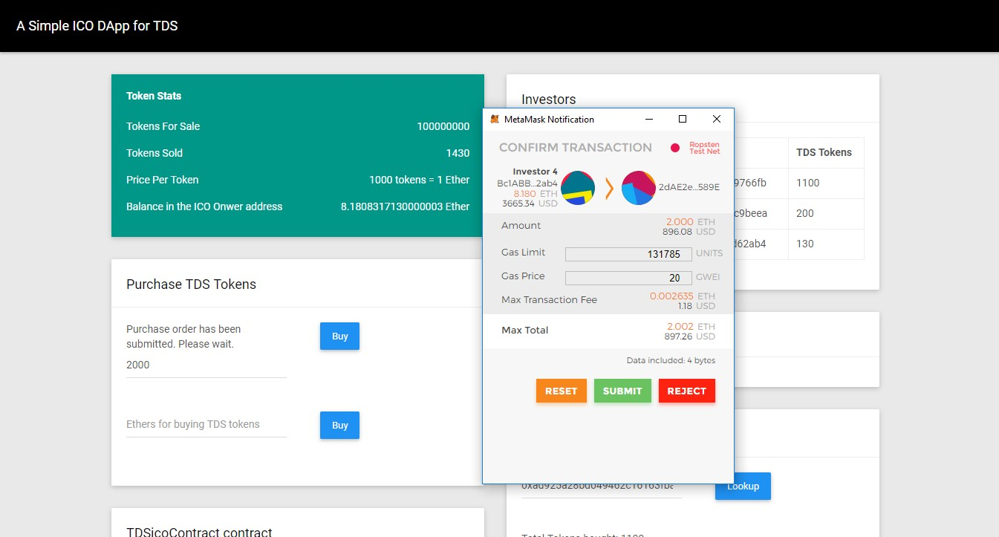 A Simple ICO DApp for TDS
Token Stats
Tokens For Sale 100000000
Tokens Sold 1430
Price Per Token 1000 tokens = 1 Ether
Balance in the ICO Onwer address 8.1808317130000003 Ether
Purchase TDS Tokens
Purchase order has been
submitted. Please wait.
Buy
2000
Ethers for buying TDS tokens
Buy
TDSicoContract contract
Investors
TDS Tokens
9766fb 1100
c9beea 200
d62ab4 130
Lookup
Total Tokens bought: 1100
MetaMask Notification
CONFIRM TRANSACTION
Ropsten
Test Net
Investor 4
Bc1ABB...2ab4
8.180 ETH
3665.34 USD
2dAE2e...589E
Amount 2.000 ETH
896.08 USD
Gas Limit 131785 UNITS
Gas Price 20 GWEI
Max Transaction Fee 0.002635 ETH
1.18 USD
Max Total 2.002 ETH
897.26 USD
Data included: 4 bytes
RESET SUBMIT REJECT